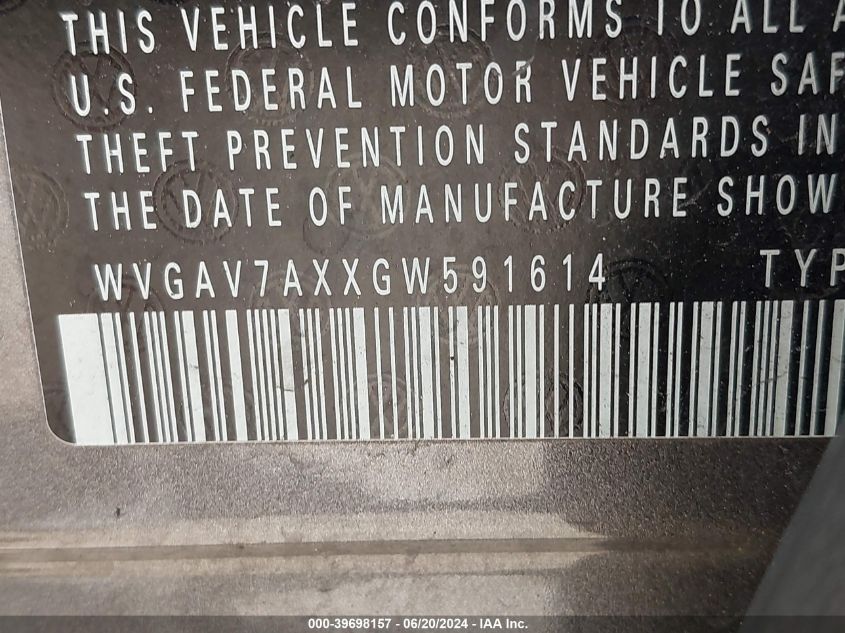 THIS VEHICLE CONFORMS TO ALL A
U.S. FEDERAL MOTOR VEHICLE SAF
THEFT PREVENTION STANDARDS IN
THE DATE OF MANUFACTURE SHOW
WVGAV7AXXGW591614 TYP
000-39698157 - 06/20/2024 - IAA Inc.